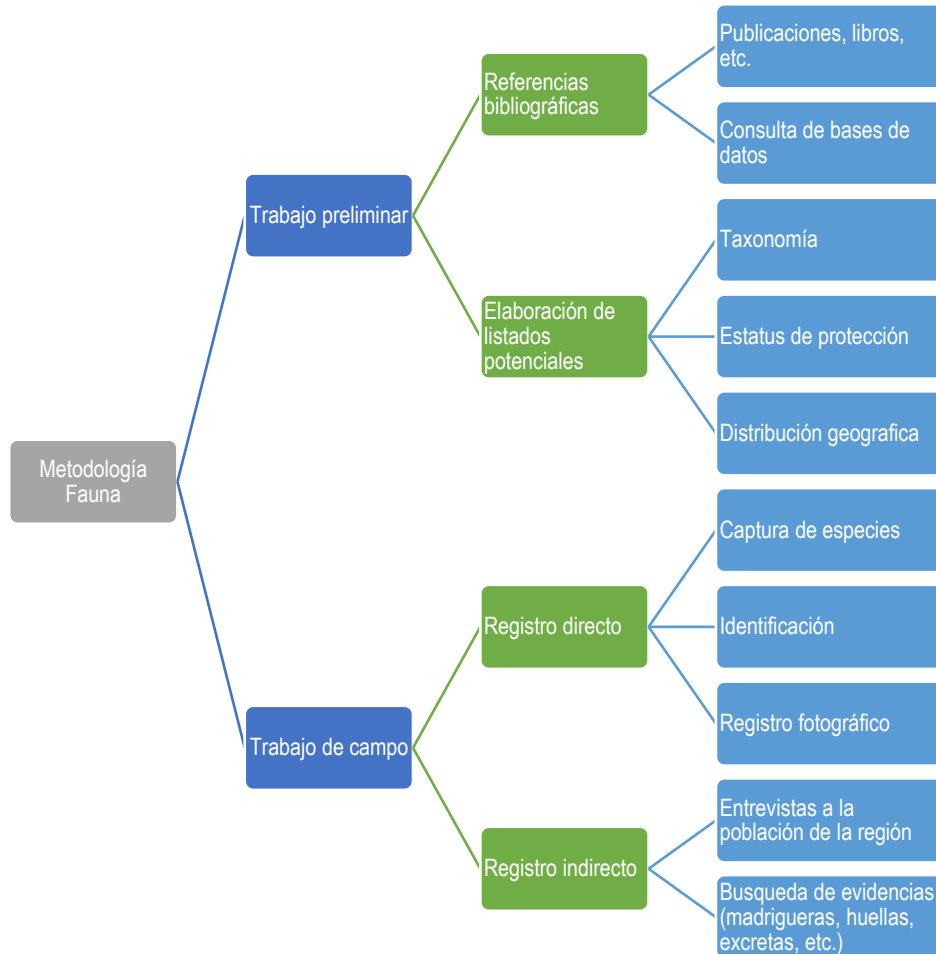 Metodología
Fauna
Trabajo preliminar
Referencias
bibliográficas
Publicaciones, libros,
etc.
Consulta de bases de
datos
Elaboración de
listados
potenciales
Taxonomía
Estatus de protección
Distribución geografica
Trabajo de campo
Registro directo
Captura de especies
Identificación
Registro fotográfico
Registro indirecto
Entrevistas a la
población de la región
Busqueda de evidencias
(madrigueras, huellas,
excretas, etc.)